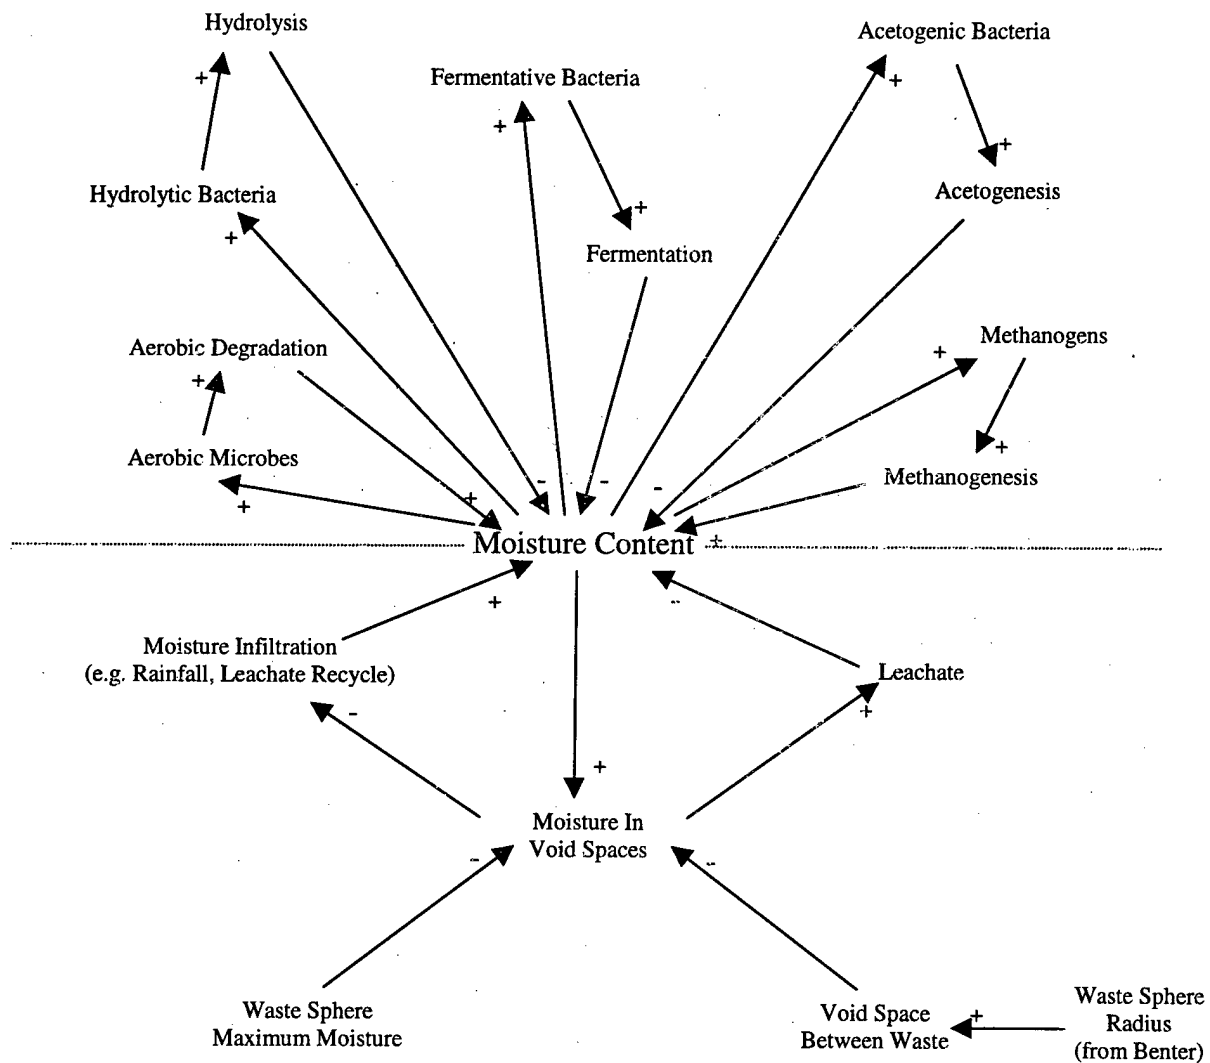 Hydrolysis
Acetogenic Bacteria
+
Fermentative Bacteria
+
+
+
Hydrolytic Bacteria
Acetogenesis
+
+
+
Fermentation
Methanogens
Aerobic Degradation
+
+
+
Aerobic Microbes
Methanogenesis
-
-
-
+
+
Moisture Content
+
+
-
Moisture Infiltration
(e.g. Rainfall, Leachate Recycle)
Leachate
-
+
+
Moisture In
Void Spaces
-
-
Waste Sphere
Maximum Moisture
Void Space
Between Waste
+
Waste Sphere
Radius
(from Benter)